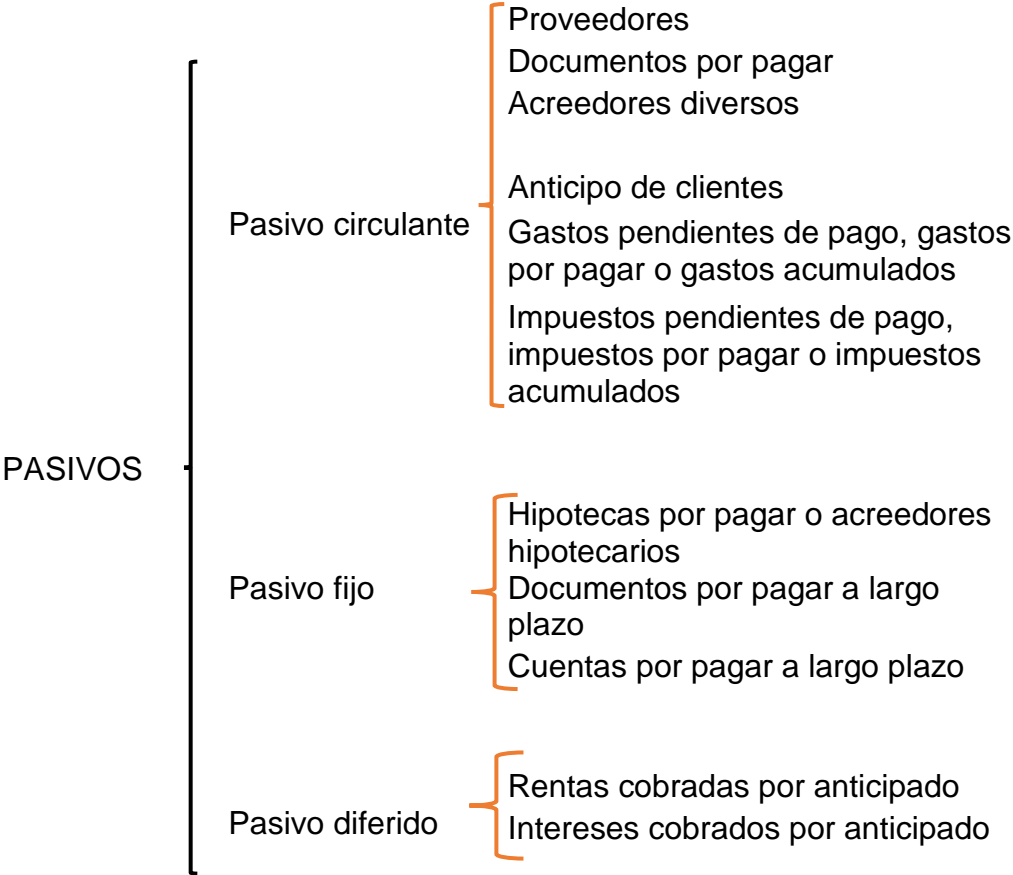 PASIVOS
Pasivo circulante
Proveedores
Documentos por pagar
Acreedores diversos
Anticipo de clientes
Gastos pendientes de pago, gastos
por pagar o gastos acumulados
Impuestos pendientes de pago,
impuestos por pagar o impuestos
acumulados
Pasivo fijo
Hipotecas por pagar o acreedores
hipotecarios
Documentos por pagar a largo
plazo
Cuentas por pagar a largo plazo
Pasivo diferido
Rentas cobradas por anticipado
Intereses cobrados por anticipado